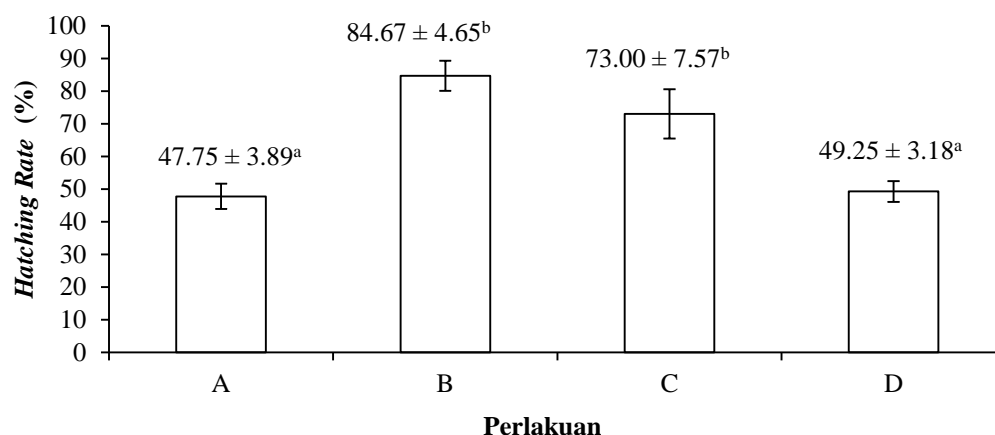 100
90
80
70
60
50
40
30
20
10
0
Hatching Rate (%)
47.75 ± 3.89ᵃ
84.67 ± 4.65ᵇ
73.00 ± 7.57ᵇ
49.25 ± 3.18ᵃ
A B C D
Perlakuan